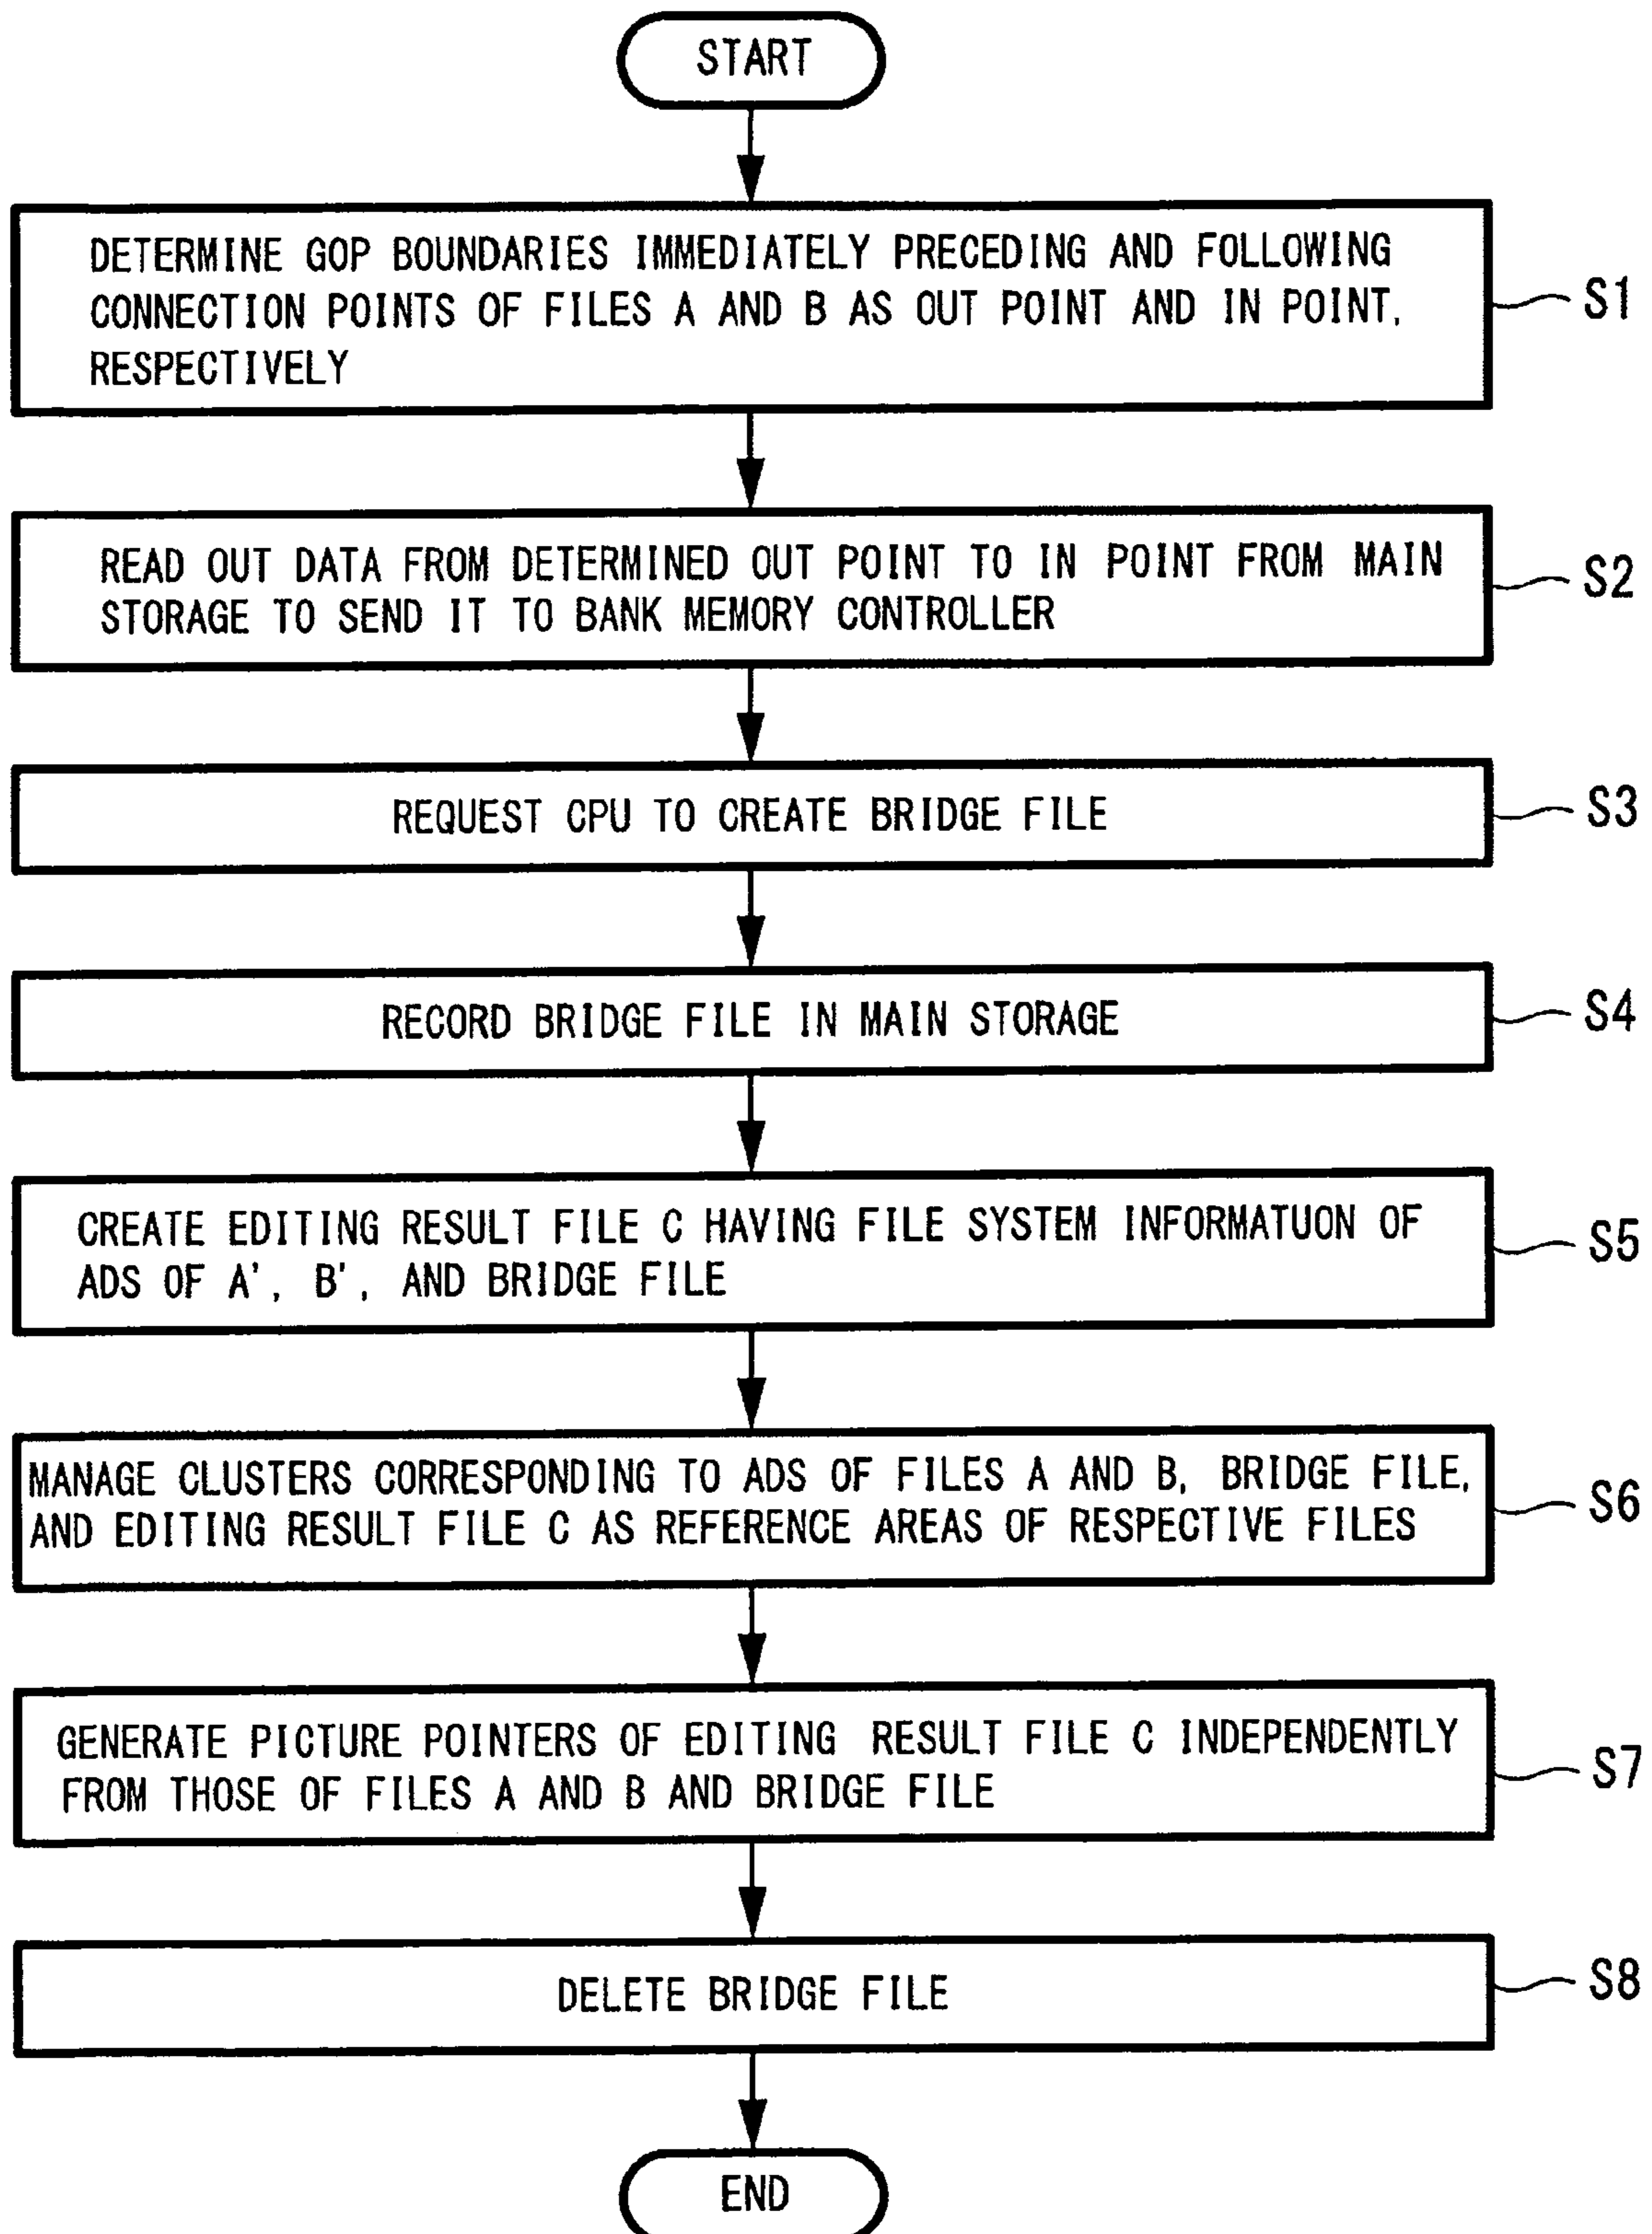 START
DETERMINE GOP BOUNDARIES IMMEDIATELY PRECEDING AND FOLLOWING
CONNECTION POINTS OF FILES A AND B AS OUT POINT AND IN POINT,
RESPECTIVELY
S1
READ OUT DATA FROM DETERMINED OUT POINT TO IN POINT FROM MAIN
STORAGE TO SEND IT TO BANK MEMORY CONTROLLER
S2
REQUEST CPU TO CREATE BRIDGE FILE
S3
RECORD BRIDGE FILE IN MAIN STORAGE
S4
CREATE EDITING RESULT FILE C HAVING FILE SYSTEM INFORMATUON OF
ADS OF A', B', AND BRIDGE FILE
S5
MANAGE CLUSTERS CORRESPONDING TO ADS OF FILES A AND B, BRIDGE FILE,
AND EDITING RESULT FILE C AS REFERENCE AREAS OF RESPECTIVE FILES
S6
GENERATE PICTURE POINTERS OF EDITING RESULT FILE C INDEPENDENTLY
FROM THOSE OF FILES A AND B AND BRIDGE FILE
S7
DELETE BRIDGE FILE
S8
END